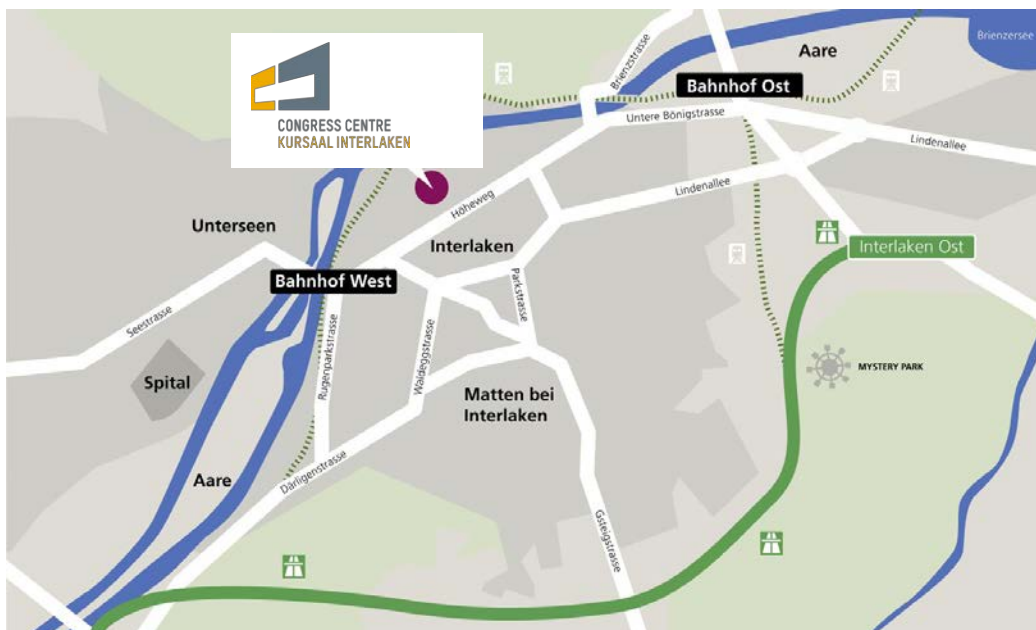 Brienzersee
Aare
Brienzstrasse
Bahnhof Ost
CONGRESS CENTRE
KURSAAL INTERLAKEN
Untere Bönigstrasse
Lindenallee
Lindenallee
Höheweg
Unterseen
Interlaken
Interlaken Ost
Bahnhof West
Parkstrasse
Seestrasse
Rugenparkstrasse
Waldeggstrasse
MYSTERY PARK
Spital
Matten bei
Interlaken
Aare
Därligenstrasse
Gsteigstrasse